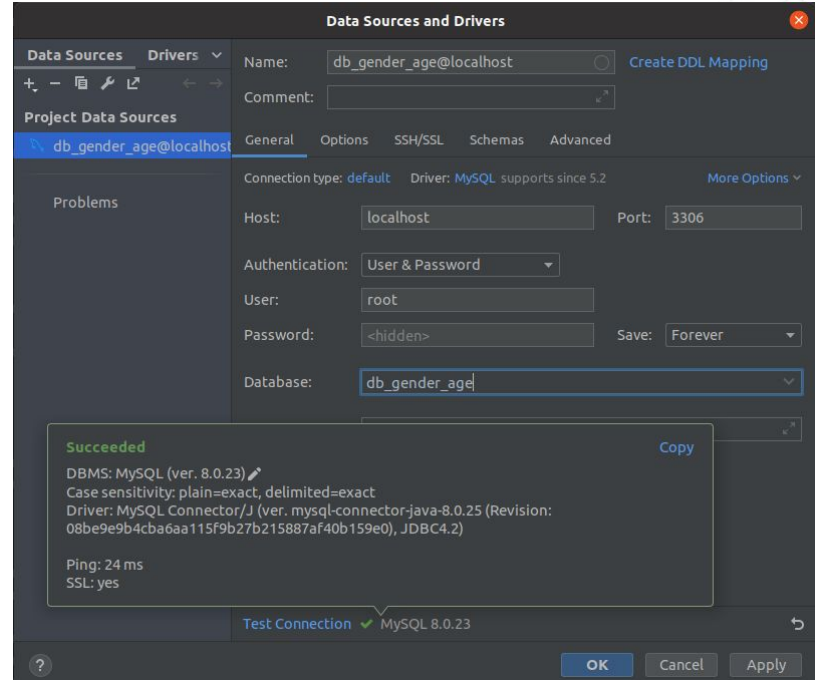 Data Sources and Drivers
Data Sources Drivers
Project Data Sources
db_gender_age@localhost
Problems
Name: db_gender_age@localhost Create DDL Mapping
Comment:
General Options SSH/SSL Schemas Advanced
Connection type: default Driver: MySQL supports since 5.2 More Options
Host: localhost Port: 3306
Authentication: User & Password
User: root
Password: <hidden> Save: Forever
Database: db_gender_age
Succeeded Copy
DBMS: MySQL (ver. 8.0.23)
Case sensitivity: plain=exact, delimited=exact
Driver: MySQL Connector/J (ver. mysql-connector-java-8.0.25 (Revision:
08be9e9b4cba6aa115f9b27b215887af40b159e0), JDBC4.2)
Ping: 24 ms
SSL: yes
Test Connection MySQL 8.0.23
? OK Cancel Apply